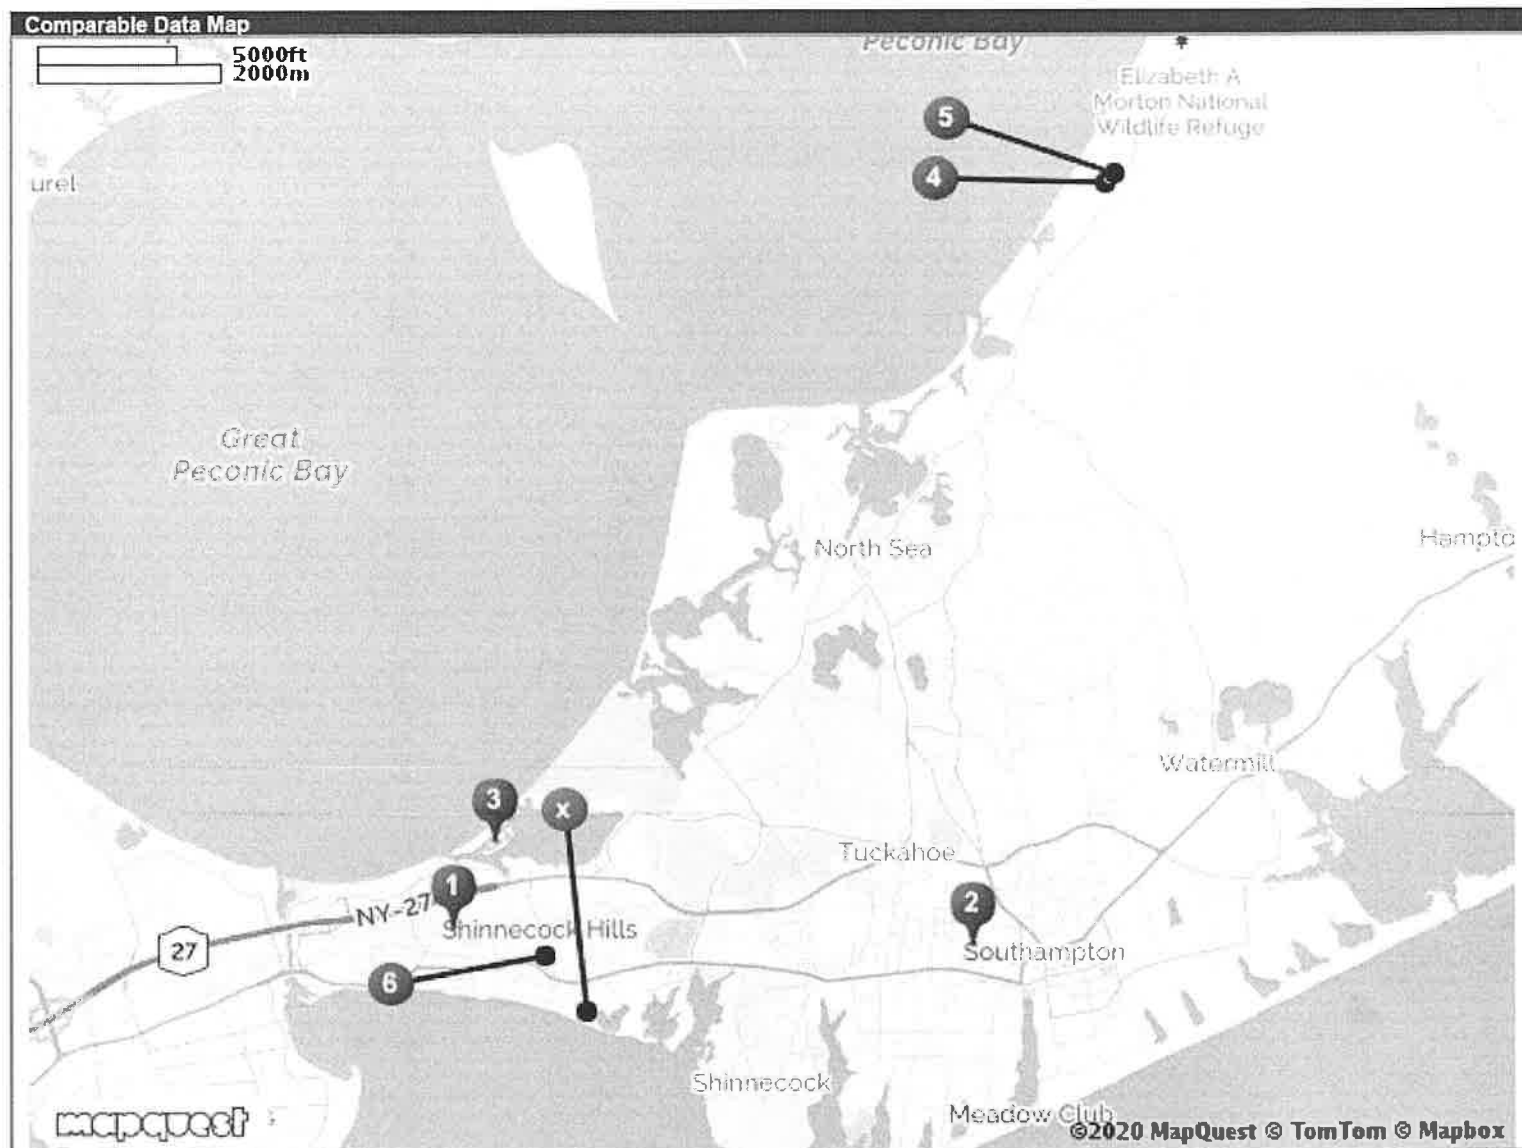 Comparable Data Map
5000ft
2000m
Peconic Bay
Elizabeth A
Morton National
Wildlife Refuge
5
4
urel
Great
Peconic Bay
North Sea
Hampto
Watermill
3
x
Tuckahoe
1
2
NY-27
Shinnecock Hills
27
Southampton
6
Shinnecock
Meadow Club
mapquest
©2020 MapQuest © TomTom © Mapbox